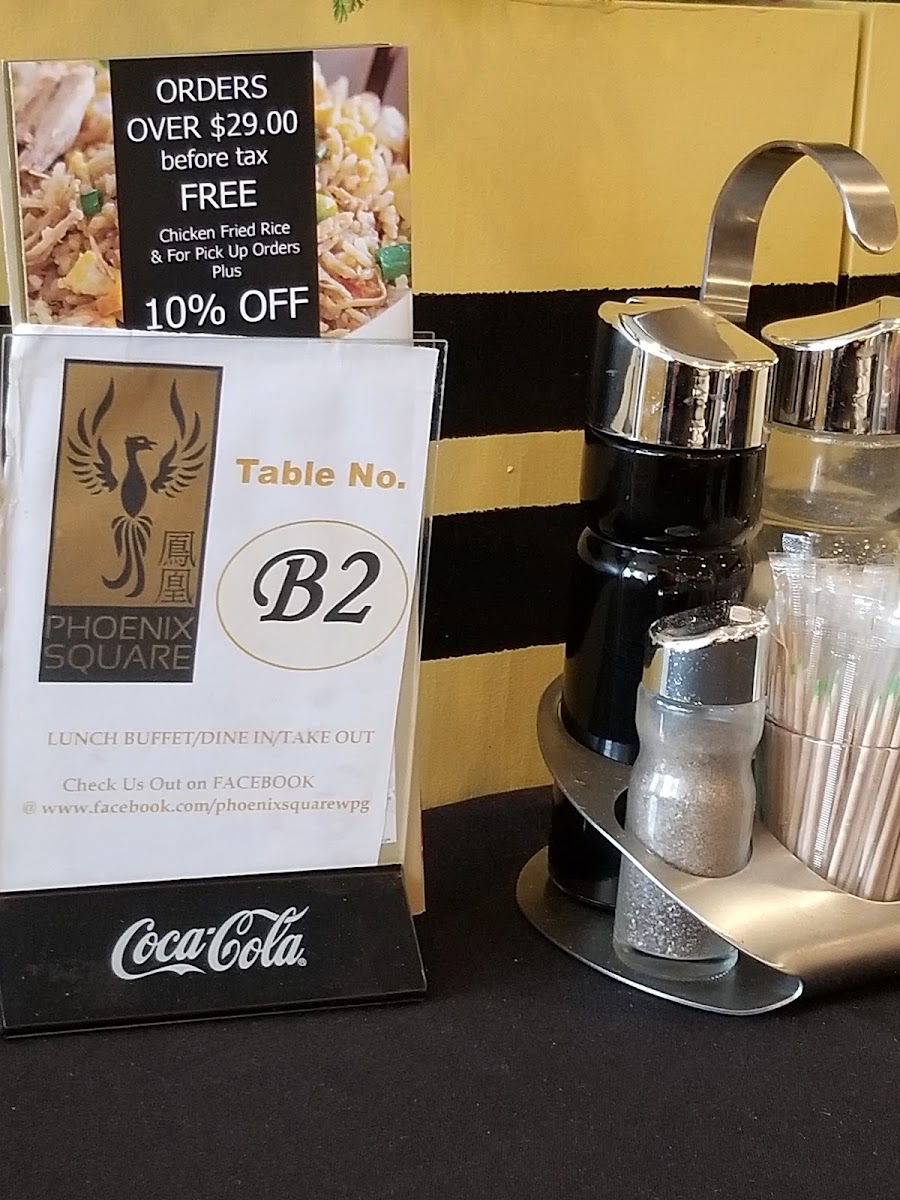 ORDERS
OVER $29.00
before tax
FREE
Chicken Fried Rice
& For Pick Up Orders
Plus
10% OFF
鳳凰
PHOENIX
SQUARE
Table No.
B2
LUNCH BUFFET/DINE IN/TAKE OUT
Check Us Out on FACEBOOK
@ www.facebook.com/phoenixsquarewpg
Coca-Cola